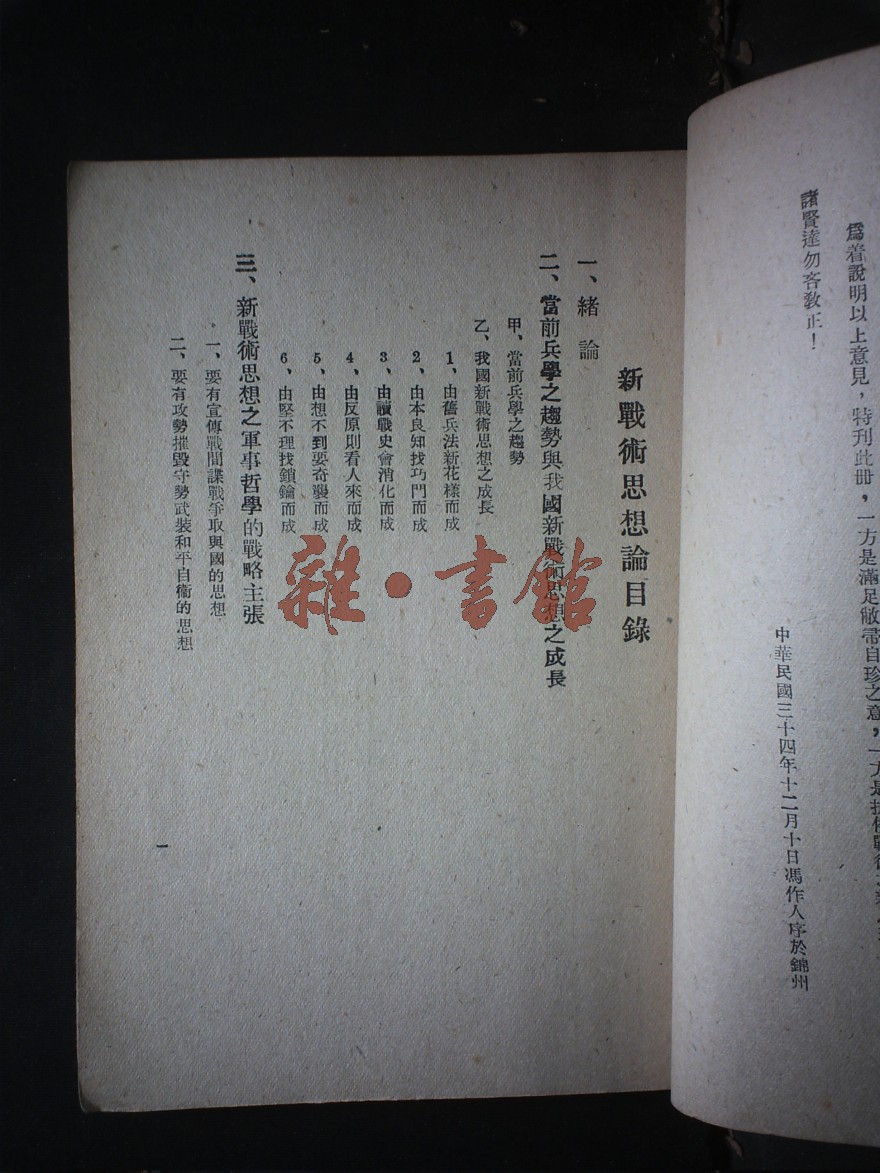 為着說明以上意見，特刊此冊，一方是滿足敝帚自珍之意，一方是
諸賢達勿吝教正！
中華民國三十四年十二月十日馮作人序於錦州
新戰術思想論目錄
一、緒論
二、當前兵學之趨勢與我國新戰術思想之成長
甲、當前兵學之趨勢
乙、我國新戰術思想之成長
1、由舊兵法新花樣而成
2、由本良知找巧門而成
3、由讀戰史會消化而成
4、由反原則看人來而成
5、由想不到要奇襲而成
6、由堅不理找鎖鑰而成
三、新戰術思想之軍事哲學的戰略主張
一、要有宣傳戰間諜戰爭取與國的思想
二、要有攻勢摧毀守勢武裝和平自衛的思想
一
雜·書館